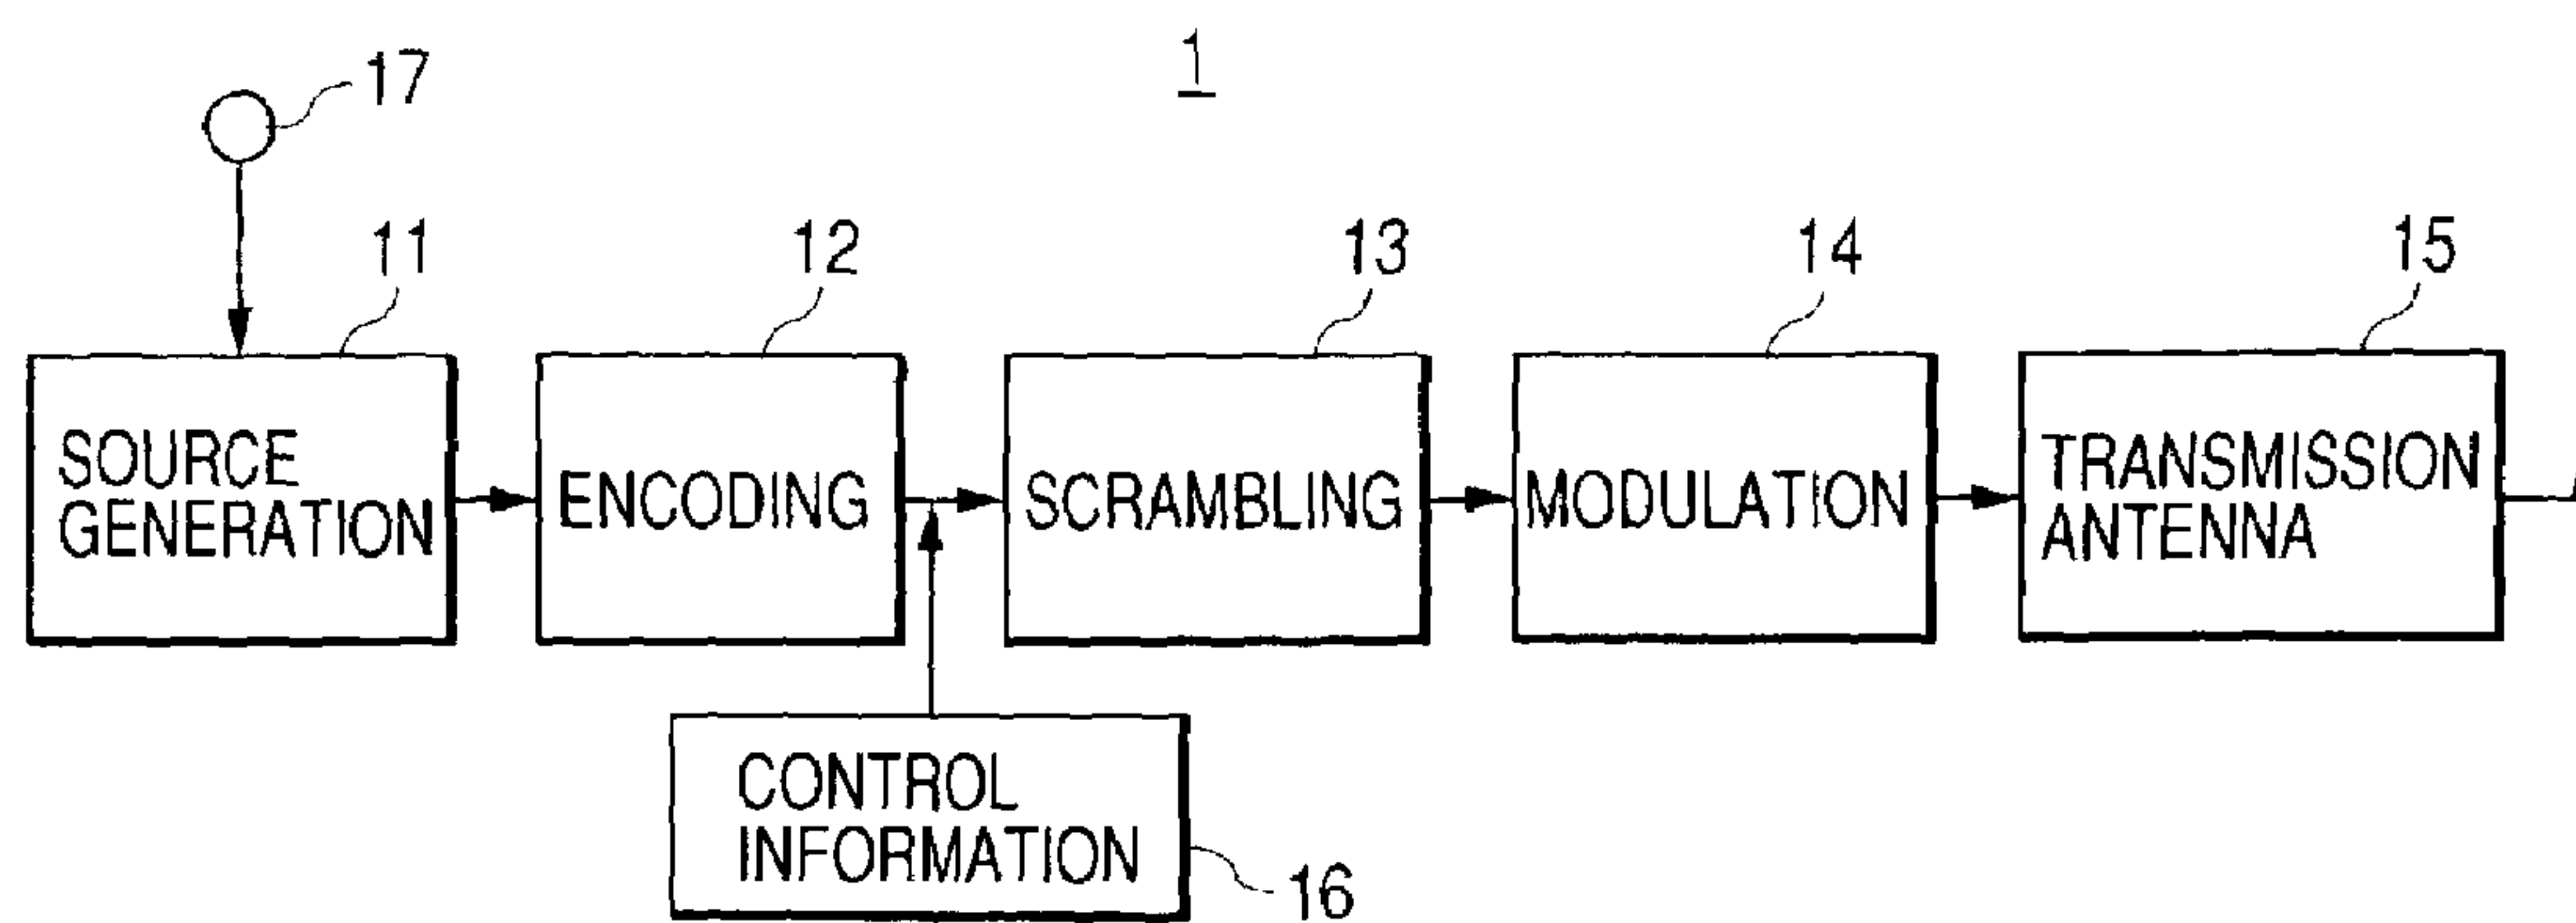 1
17
11
12
13
14
15
SOURCE
GENERATION
ENCODING
SCRAMBLING
MODULATION
TRANSMISSION
ANTENNA
CONTROL
INFORMATION
16